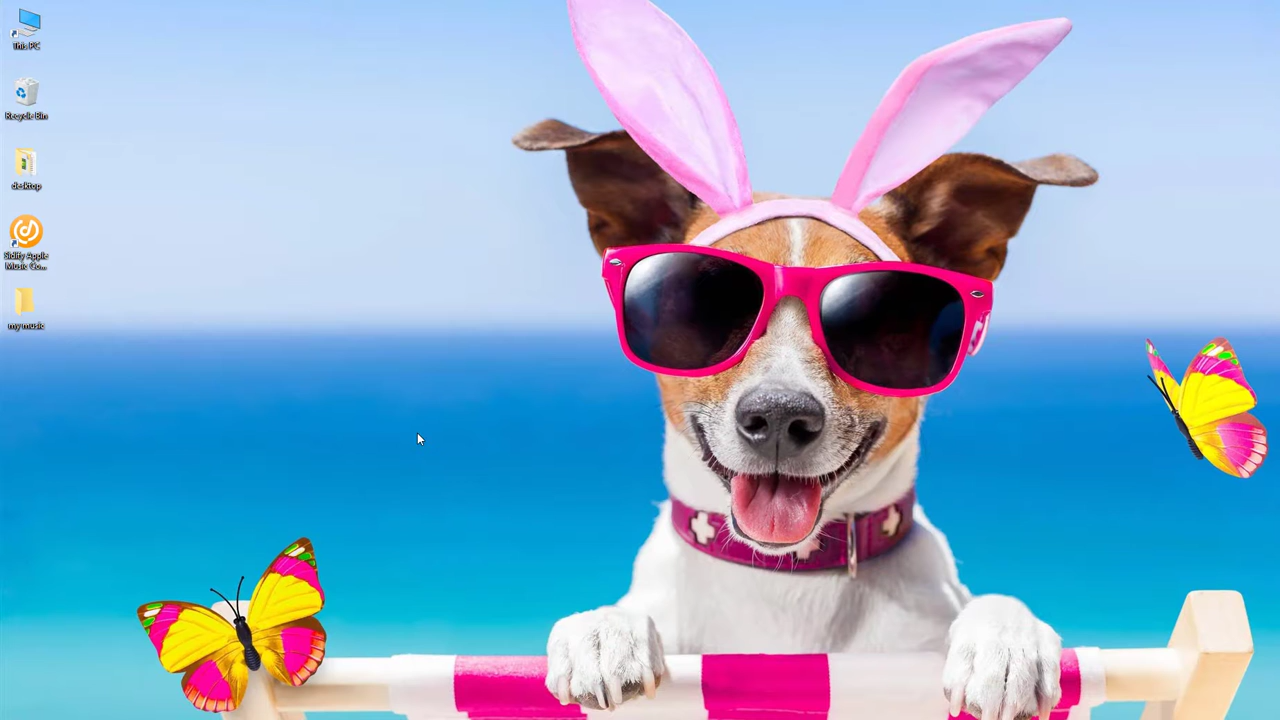 This PC
Recycle Bin
desktop
Sidify Apple
Music Co...
my music